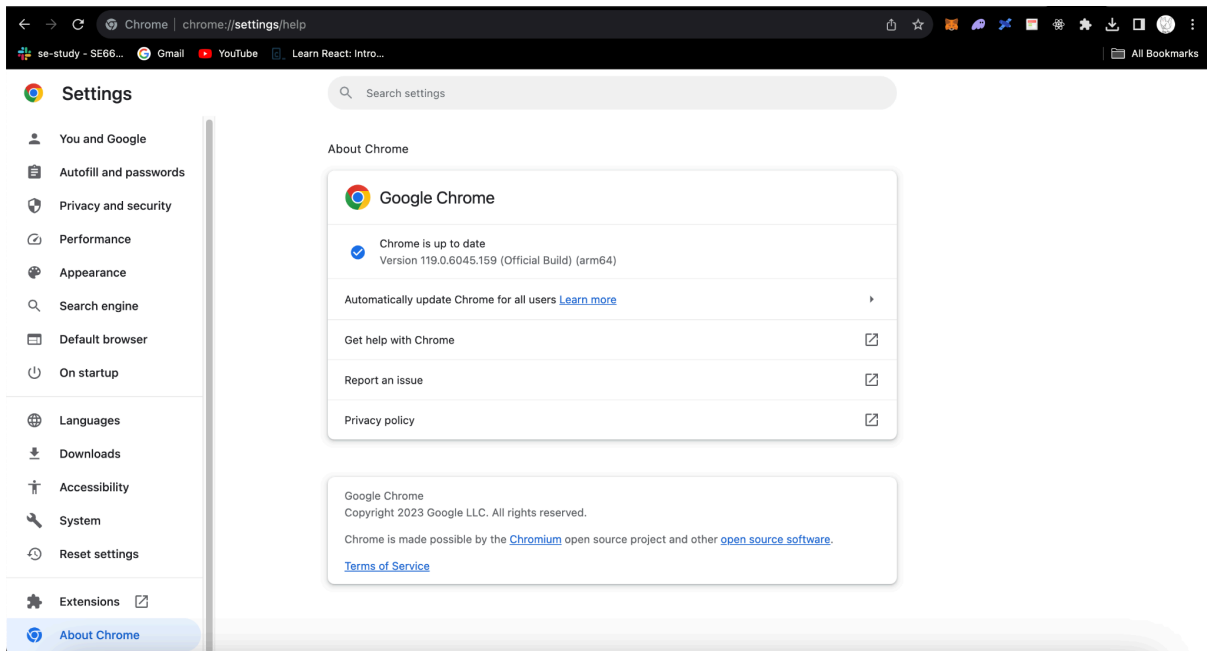 Chrome | chrome://settings/help
se-study - SE66... Gmail YouTube Learn React: Intro... All Bookmarks
Settings
Search settings
You and Google
Autofill and passwords
Privacy and security
Performance
Appearance
Search engine
Default browser
On startup
Languages
Downloads
Accessibility
System
Reset settings
Extensions
About Chrome
About Chrome
Google Chrome
Chrome is up to date
Version 119.0.6045.159 (Official Build) (arm64)
Automatically update Chrome for all users Learn more
Get help with Chrome
Report an issue
Privacy policy
Google Chrome
Copyright 2023 Google LLC. All rights reserved.
Chrome is made possible by the Chromium open source project and other open source software.
Terms of Service